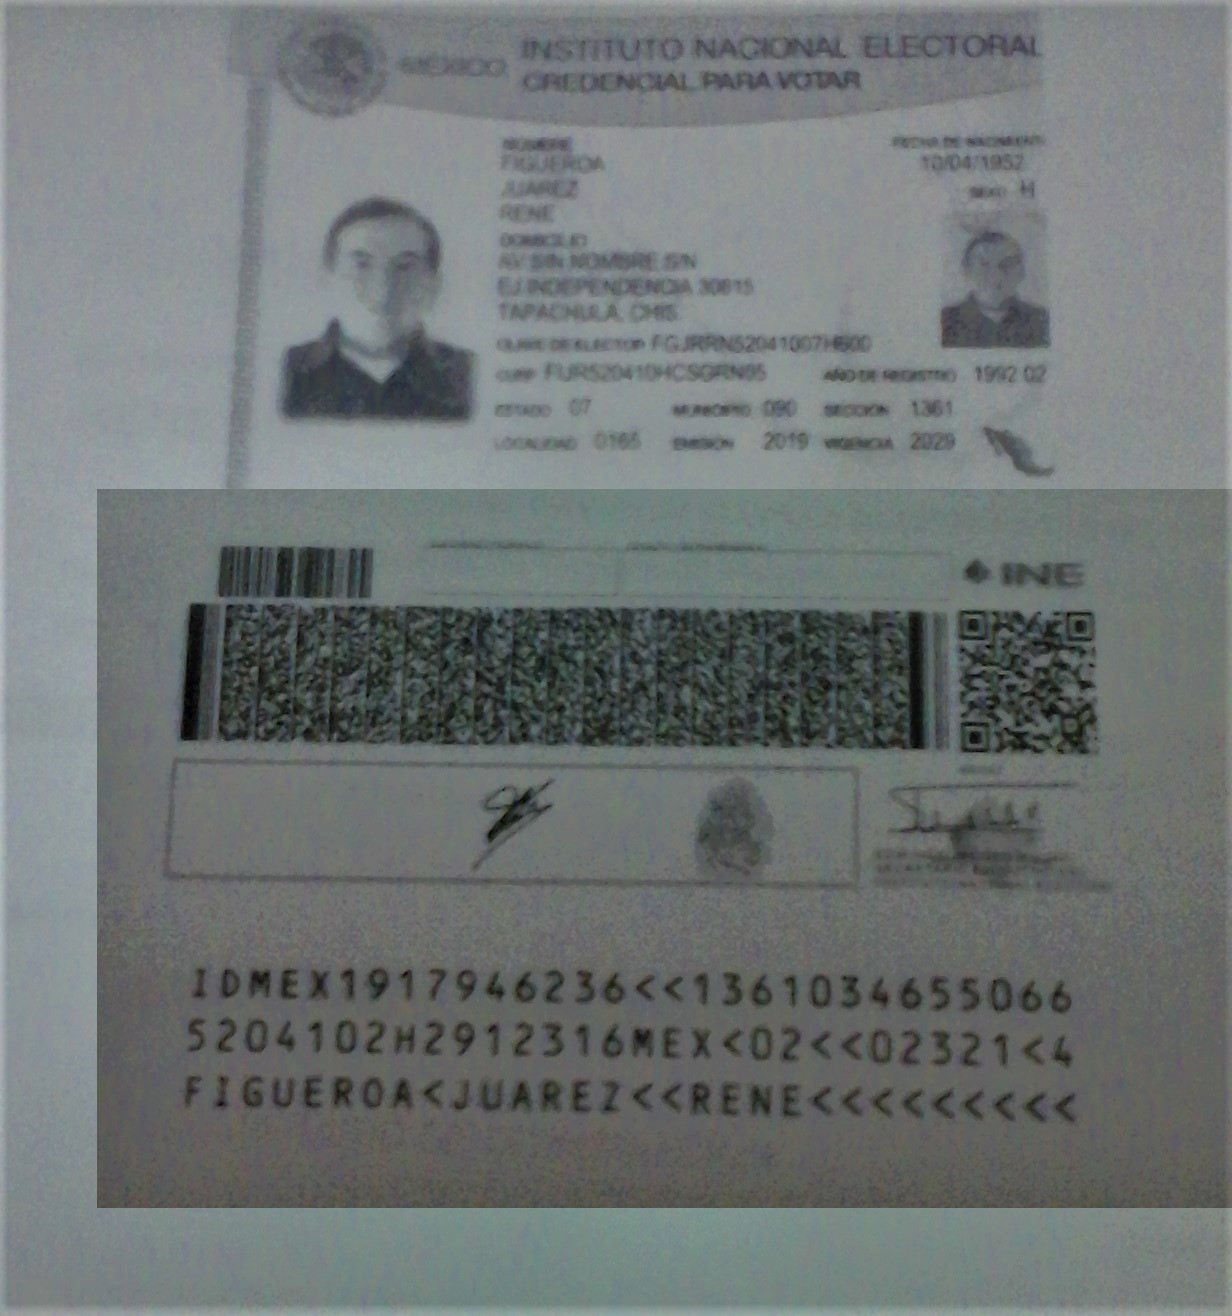 MÉXICO
INSTITUTO NACIONAL ELECTORAL
CREDENCIAL PARA VOTAR
NOMBRE
FIGUEROA
JUAREZ
RENE
FECHA DE NACIMIENT
10/04/1952
SEXO H
DOMICILIO
AV SIN NOMBRE S/N
EJ INDEPENDENCIA 30815
TAPACHULA, CHIS.
CLAVE DE ELECTOR FGJRRN52041007H600
CURP FIJR520410HCSGRN05 AÑO DE REGISTRO 1992 02
ESTADO 07 MUNICIPIO 090 SECCIÓN 1361
LOCALIDAD 0165 EMISIÓN 2019 VIGENCIA 2029
INE
IDMEX1917946236<<1361034655066
5204102H2912316MEX<02<<02321<4
FIGUEROA<JUAREZ<<RENE<<<<<<<<<